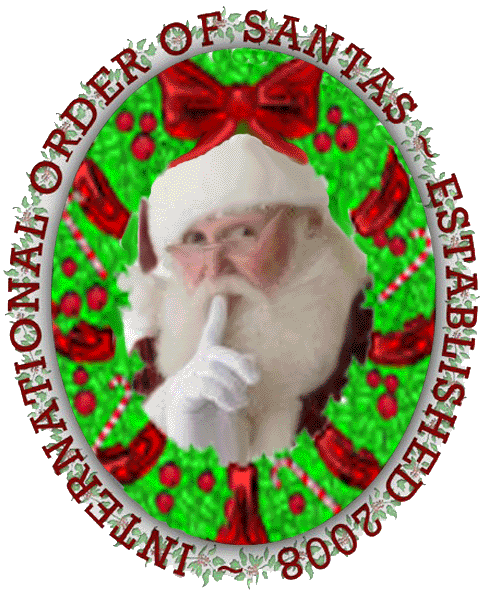 INTERNATIONAL ORDER OF SANTAS ~ ESTABLISHED 2008 ~